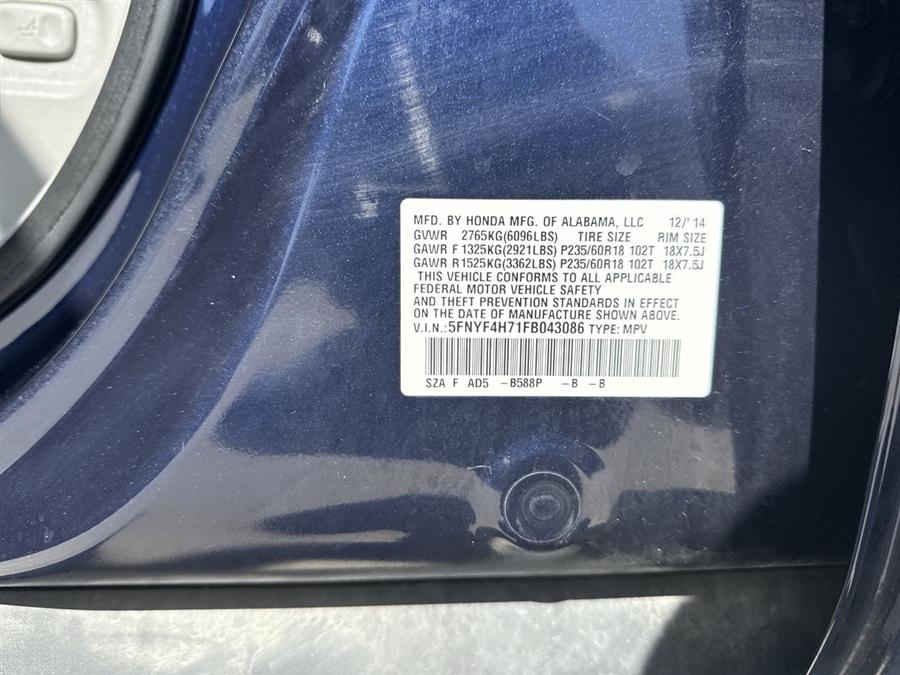 MFD. BY HONDA MFG. OF ALABAMA, LLC 12/'14
GVWR 2765KG(6096LBS) TIRE SIZE RIM SIZE
GAWR F 1325KG(2921LBS) P235/60R18 102T 18X7.5J
GAWR R 1525KG(3362LBS) P235/60R18 102T 18X7.5J
THIS VEHICLE CONFORMS TO ALL APPLICABLE
FEDERAL MOTOR VEHICLE SAFETY
AND THEFT PREVENTION STANDARDS IN EFFECT
ON THE DATE OF MANUFACTURE SHOWN ABOVE.
V.I.N.:5FNYF4H71FB043086 TYPE: MPV
SZA F AD5 -B588P -B -B